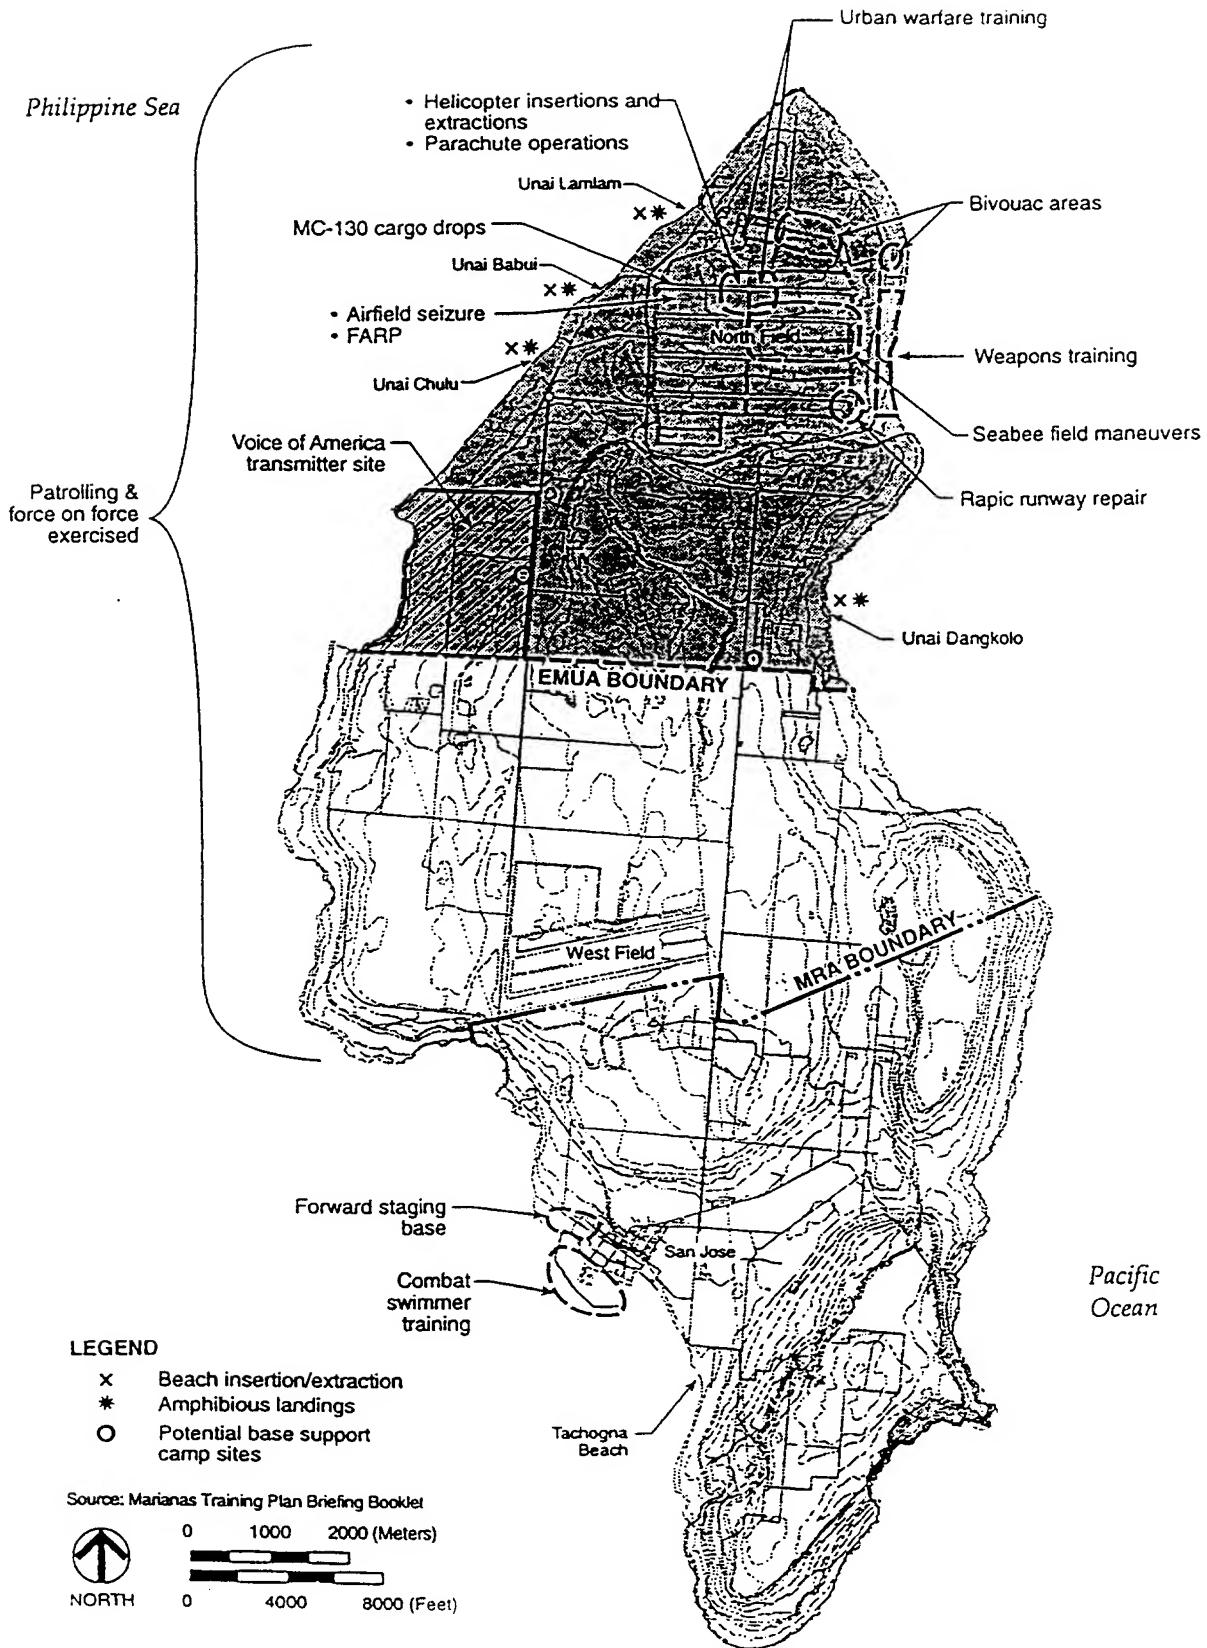 Urban warfare training
Philippine Sea
• Helicopter insertions and
extractions
• Parachute operations
Unai Lamlam
Bivouac areas
MC-130 cargo drops
Unai Babui
• Airfield seizure
• FARP
North Field
Weapons training
Unai Chulu
Seabee field maneuvers
Voice of America
transmitter site
Rapic runway repair
Patrolling &
force on force
exercised
Unai Dangkolo
EMUA BOUNDARY
West Field
MRA BOUNDARY
Forward staging
base
San Jose
Combat
swimmer
training
Pacific
Ocean
LEGEND
× Beach insertion/extraction
* Amphibious landings
O Potential base support
camp sites
Tachogna
Beach
Source: Marianas Training Plan Briefing Booklet
0 1000 2000 (Meters)
NORTH
0 4000 8000 (Feet)